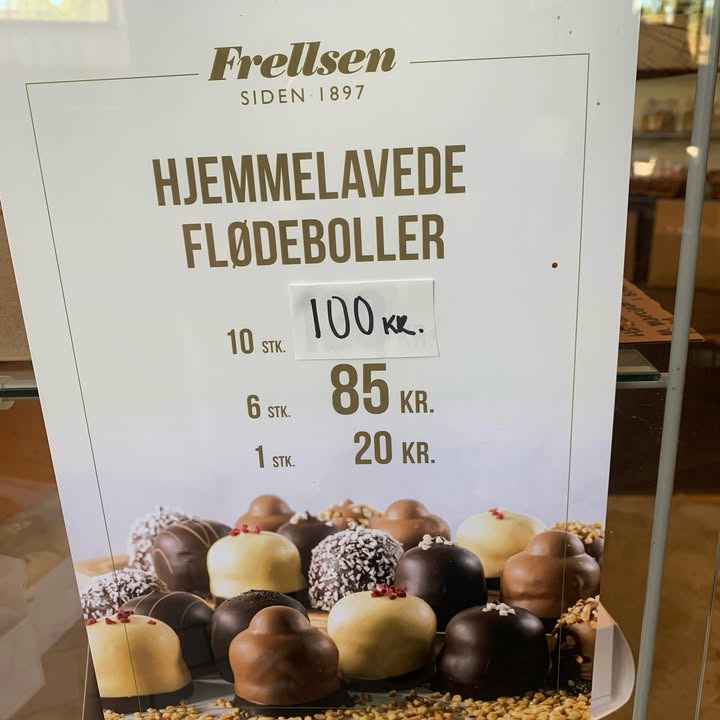 Frellsen
SIDEN 1897
HJEMMELAVEDE
FLØDEBOLLER
10 STK. 100 KR.
6 STK. 85 KR.
1 STK. 20 KR.